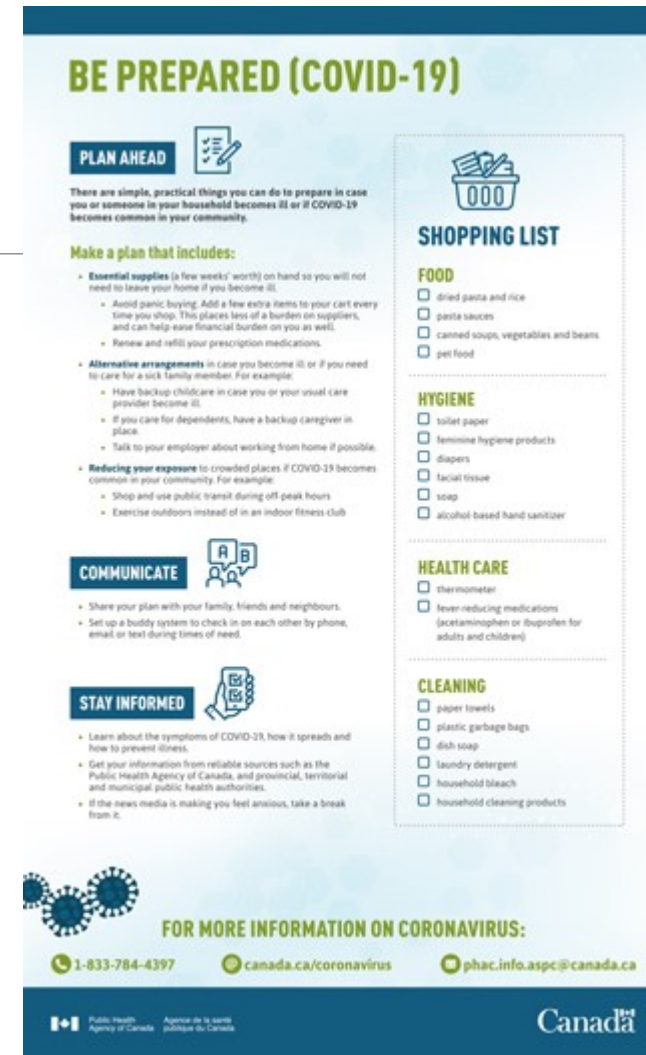 BE PREPARED (COVID-19)
PLAN AHEAD
There are simple, practical things you can do to prepare in case
you or someone in your household becomes ill or if COVID-19
becomes common in your community.
Make a plan that includes:
• Essential supplies (a few weeks' worth) on hand so you will not
need to leave your home if you become ill.
• Avoid panic buying. Add a few extra items to your cart every
time you shop. This places less of a burden on suppliers,
and can help ease financial burden on you as well.
• Renew and refill your prescription medications.
• Alternative arrangements in case you become ill or if you need
to care for a sick family member. For example:
• Have backup childcare in case you or your usual care
provider become ill.
• If you care for dependents, have a backup caregiver in
place.
• Talk to your employer about working from home if possible.
• Reducing your exposure to crowded places if COVID-19 becomes
common in your community. For example:
• Shop and use public transit during off-peak hours
• Exercise outdoors instead of in an indoor fitness club
COMMUNICATE
A B
• Share your plan with your family, friends and neighbours.
• Set up a buddy system to check in on each other by phone,
email or text during times of need.
STAY INFORMED
• Learn about the symptoms of COVID-19, how it spreads and
how to prevent illness.
• Get your information from reliable sources such as the
Public Health Agency of Canada, and provincial, territorial
and municipal public health authorities.
• If the news media is making you feel anxious, take a break
from it.
SHOPPING LIST
FOOD
dried pasta and rice
pasta sauces
canned soups, vegetables and beans
pet food
HYGIENE
toilet paper
feminine hygiene products
diapers
facial tissue
soap
alcohol-based hand sanitizer
HEALTH CARE
thermometer
fever-reducing medications
(acetaminophen or ibuprofen for
adults and children)
CLEANING
paper towels
plastic garbage bags
dish soap
laundry detergent
household bleach
household cleaning products
FOR MORE INFORMATION ON CORONAVIRUS:
1-833-784-4397
canada.ca/coronavirus
phac.info.aspc@canada.ca
Public Health
Agency of Canada
Agence de la santé
publique du Canada
Canada